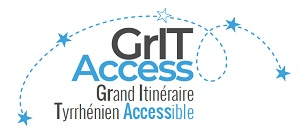 GrIT
Access
Grand Itinéraire
Tyrrhénien Accessible